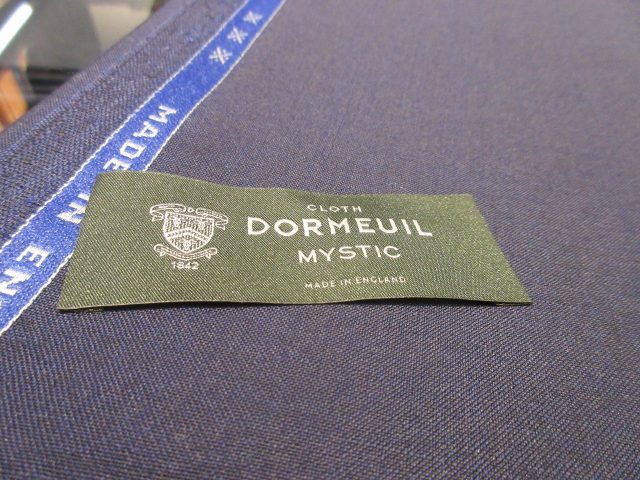 MADE IN EN
CLOTH
DORMEUIL
MYSTIC
1842
MADE IN ENGLAND